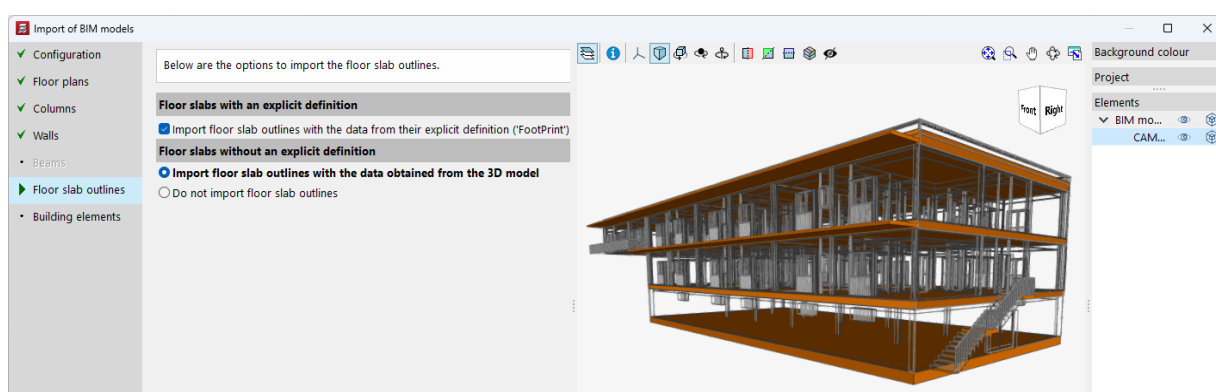 Import of BIM models
Configuration
Floor plans
Columns
Walls
Beams
Floor slab outlines
Building elements
Below are the options to import the floor slab outlines.
Floor slabs with an explicit definition
Import floor slab outlines with the data from their explicit definition ('FootPrint')
Floor slabs without an explicit definition
Import floor slab outlines with the data obtained from the 3D model
Do not import floor slab outlines
Front Right
Background colour
Project
Elements
BIM mo...
CAM...